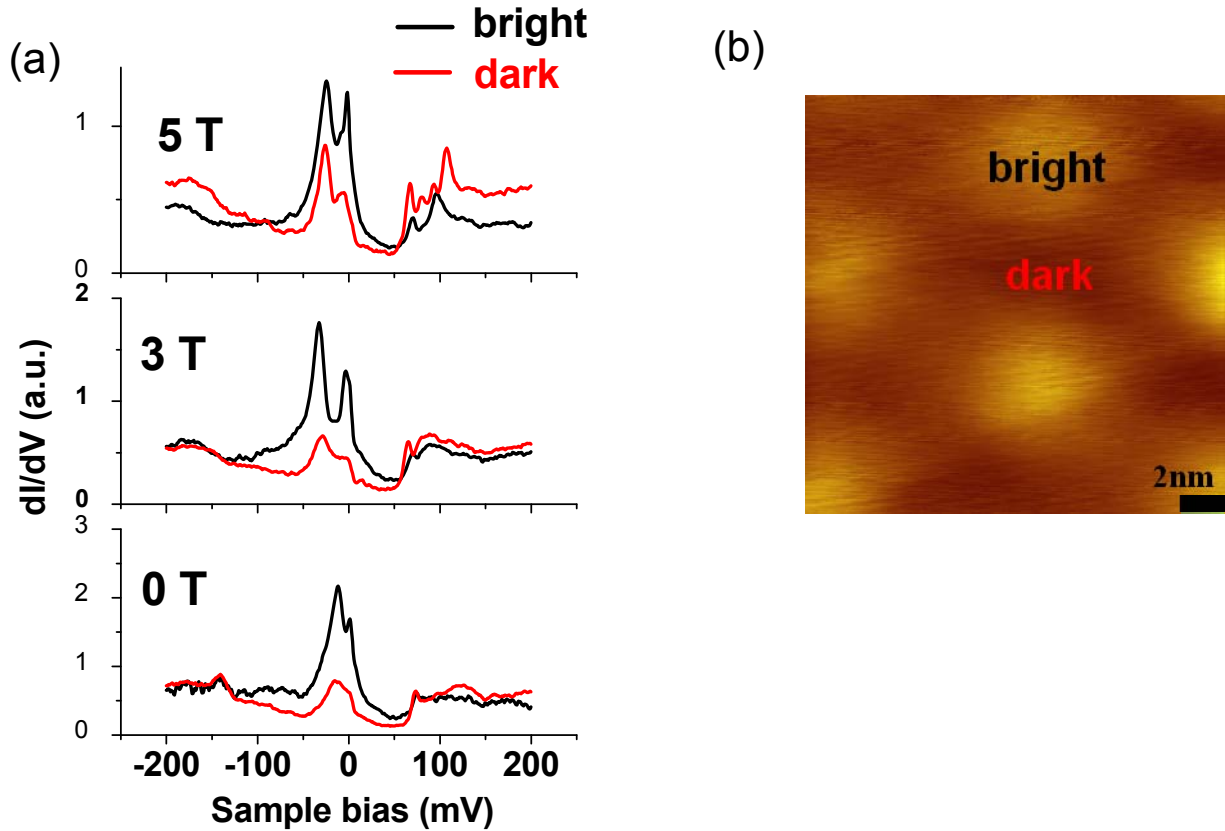 (a)
bright
dark
5 T
1
0
3 T
2
1
0
0 T
3
2
1
0
dI/dV (a.u.)
-200 -100 0 100 200
Sample bias (mV)
(b)
bright
dark
2nm